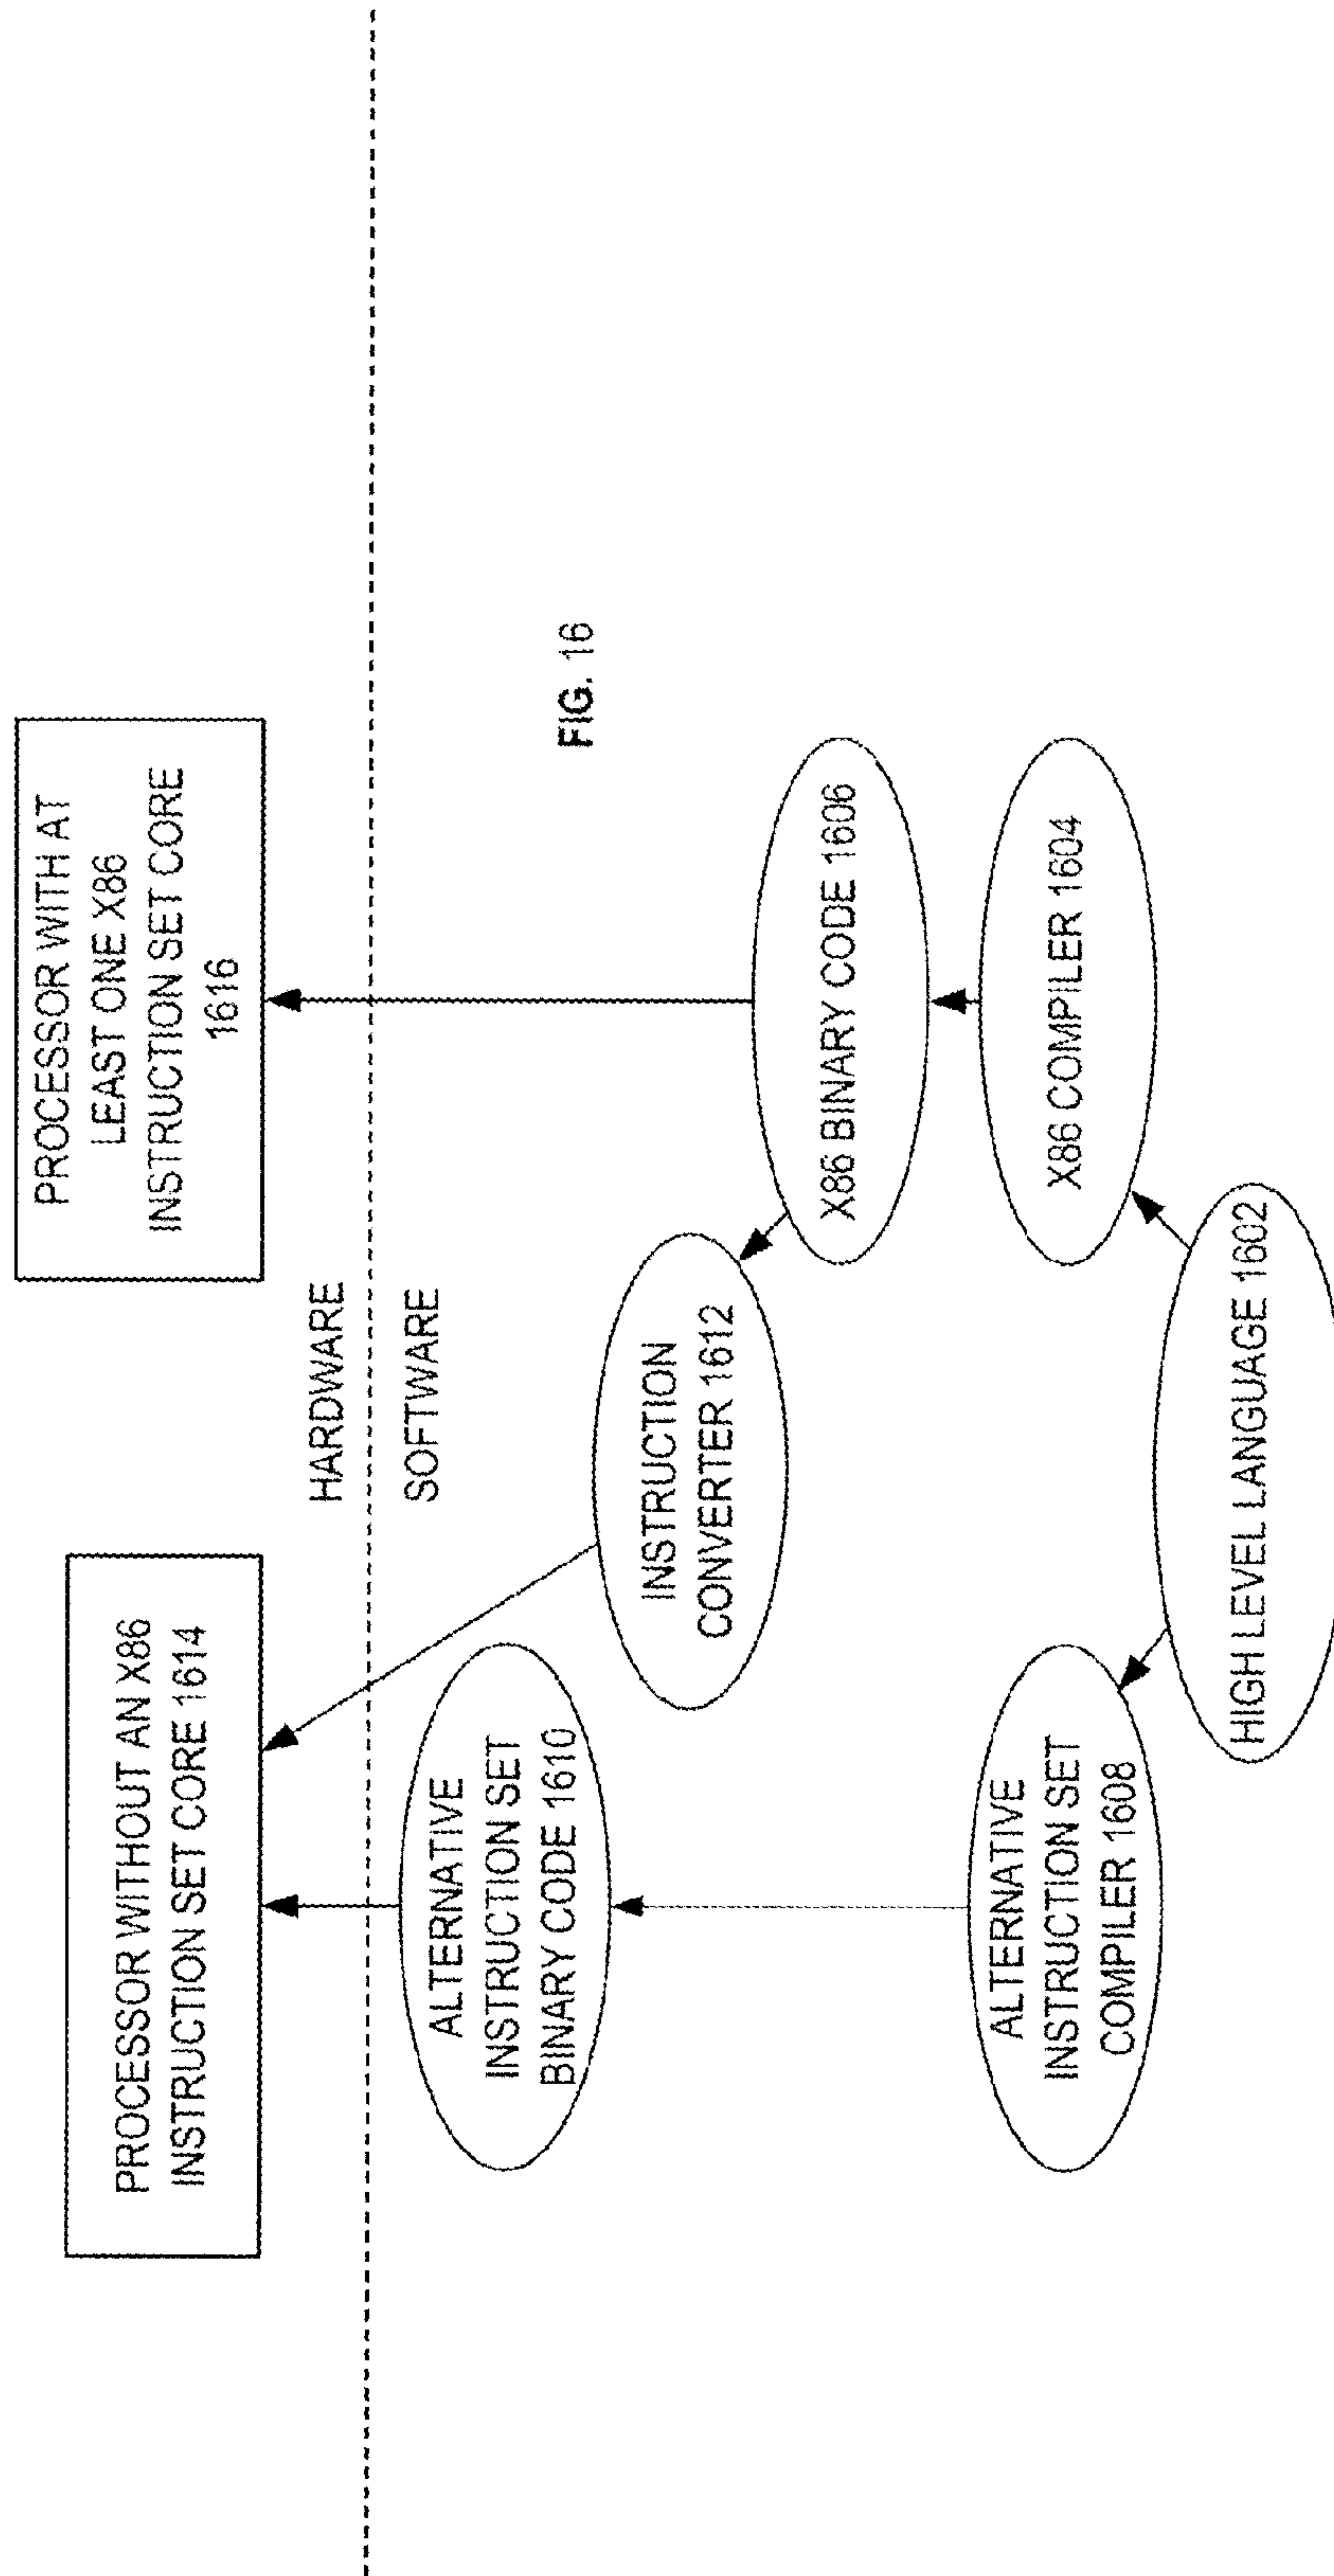 PROCESSOR WITHOUT AN X86
INSTRUCTION SET CORE 1614
PROCESSOR WITH AT
LEAST ONE X86
INSTRUCTION SET CORE
1616
HARDWARE
SOFTWARE
ALTERNATIVE
INSTRUCTION SET
BINARY CODE 1610
INSTRUCTION
CONVERTER 1612
FIG. 16
X86 BINARY CODE 1606
ALTERNATIVE
INSTRUCTION SET
COMPILER 1608
X86 COMPILER 1604
HIGH LEVEL LANGUAGE 1602